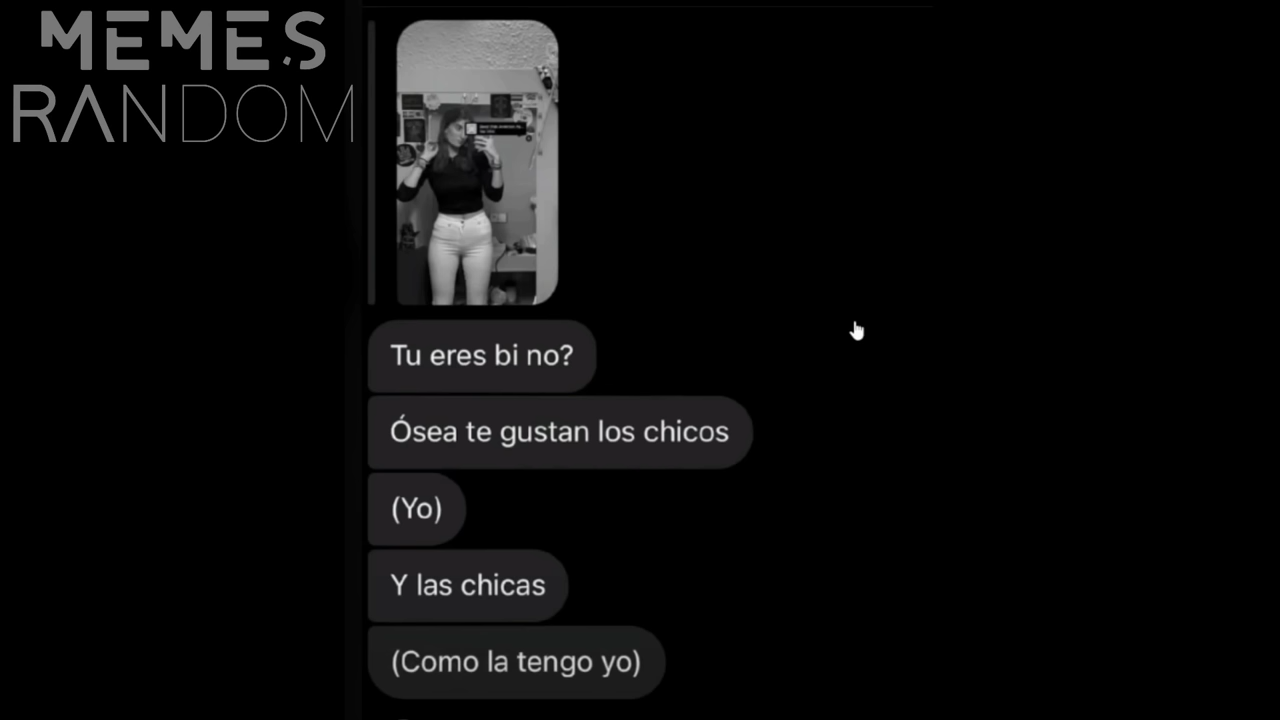 MEMES
RANDOM
Tu eres bi no?
Ósea te gustan los chicos
(Yo)
Y las chicas
(Como la tengo yo)